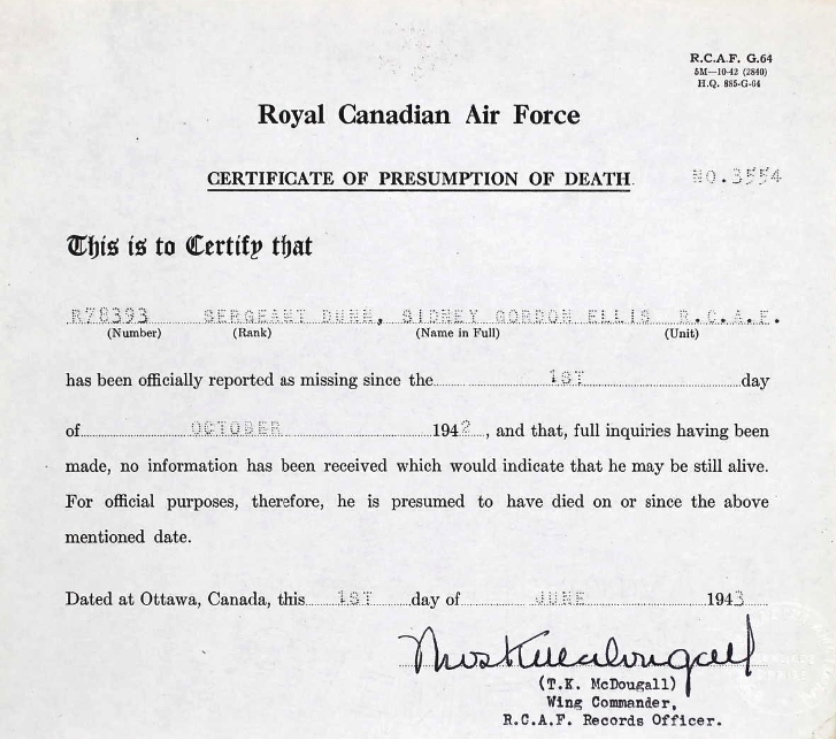 R.C.A.F. G.64
5M—10-42 (2840)
H.Q. 885-G-64
Royal Canadian Air Force
CERTIFICATE OF PRESUMPTION OF DEATH NO.3554
This is to Certify that
R78393 SERGEANT DUNN, SIDNEY GORDON ELLIS R.C.A.F.
(Number) (Rank) (Name in Full) (Unit)
has been officially reported as missing since the 1ST day
of OCTOBER 1942, and that, full inquiries having been
made, no information has been received which would indicate that he may be still alive.
For official purposes, therefore, he is presumed to have died on or since the above
mentioned date.
Dated at Ottawa, Canada, this 1ST day of JUNE 1943
(T.K. McDougall)
Wing Commander,
R.C.A.F. Records Officer.